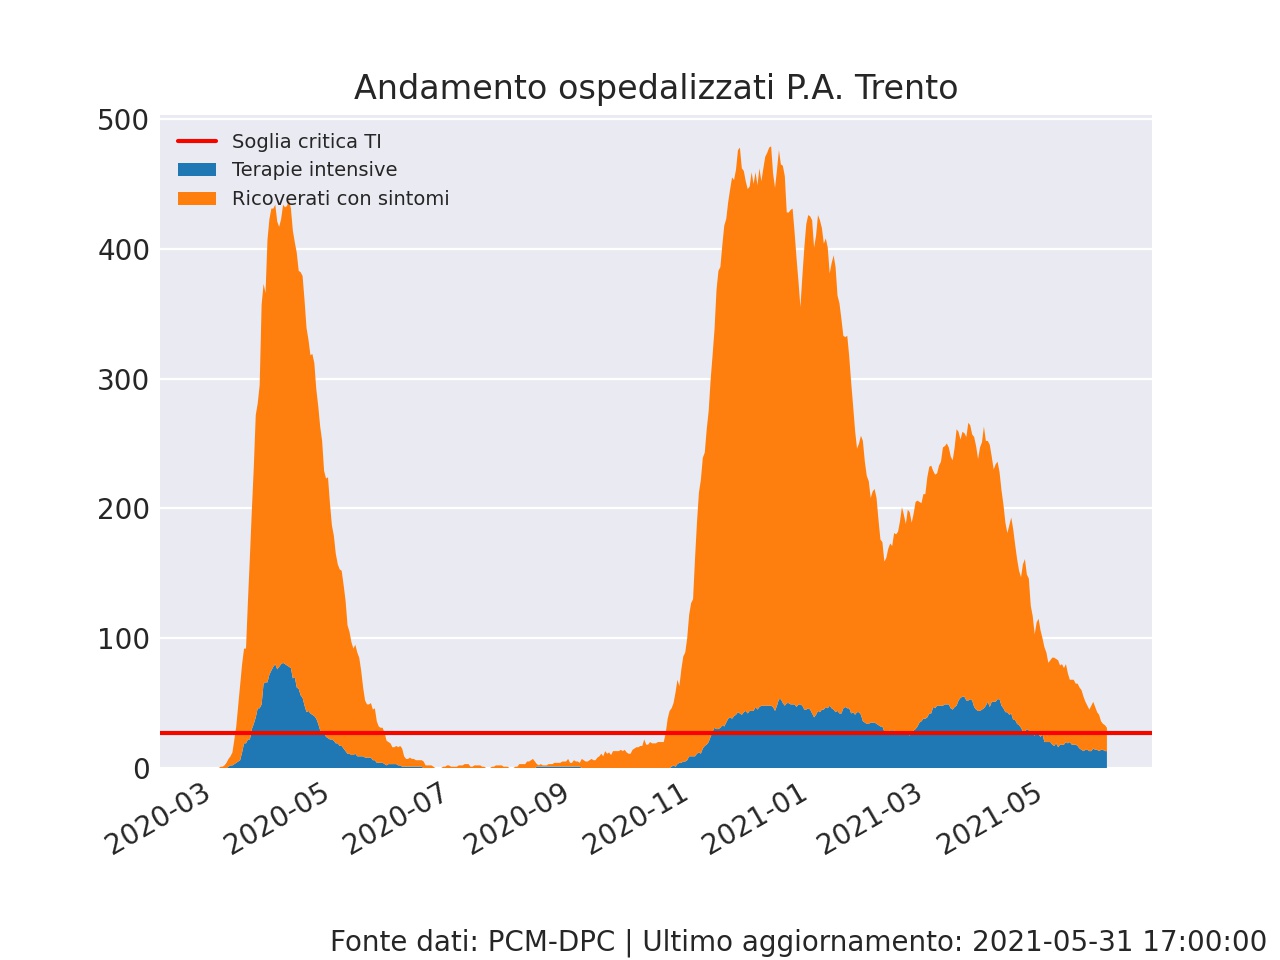 Andamento ospedalizzati P.A. Trento
500
400
300
200
100
0
Soglia critica TI
Terapie intensive
Ricoverati con sintomi
2020-03
2020-05
2020-07
2020-09
2020-11
2021-01
2021-03
2021-05
Fonte dati: PCM-DPC | Ultimo aggiornamento: 2021-05-31 17:00:00